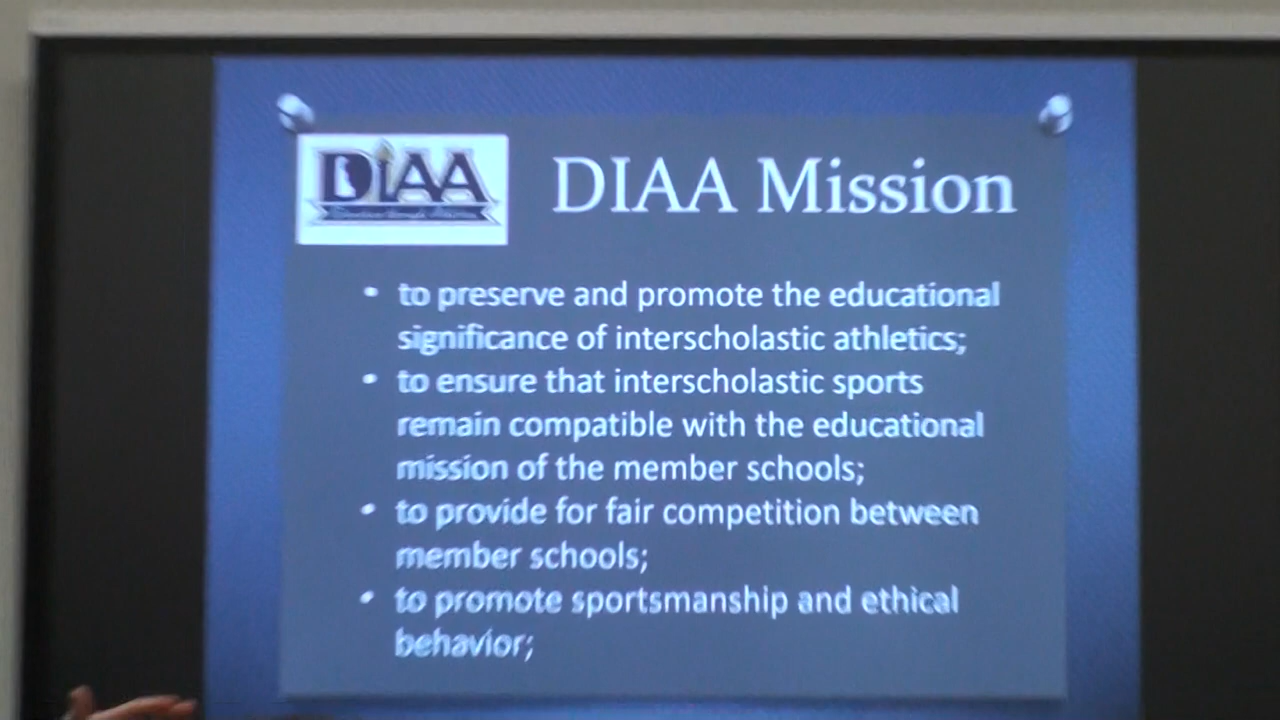 DIAA
DIAA Mission
• to preserve and promote the educational
significance of interscholastic athletics;
• to ensure that interscholastic sports
remain compatible with the educational
mission of the member schools;
• to provide for fair competition between
member schools;
• to promote sportsmanship and ethical
behavior;